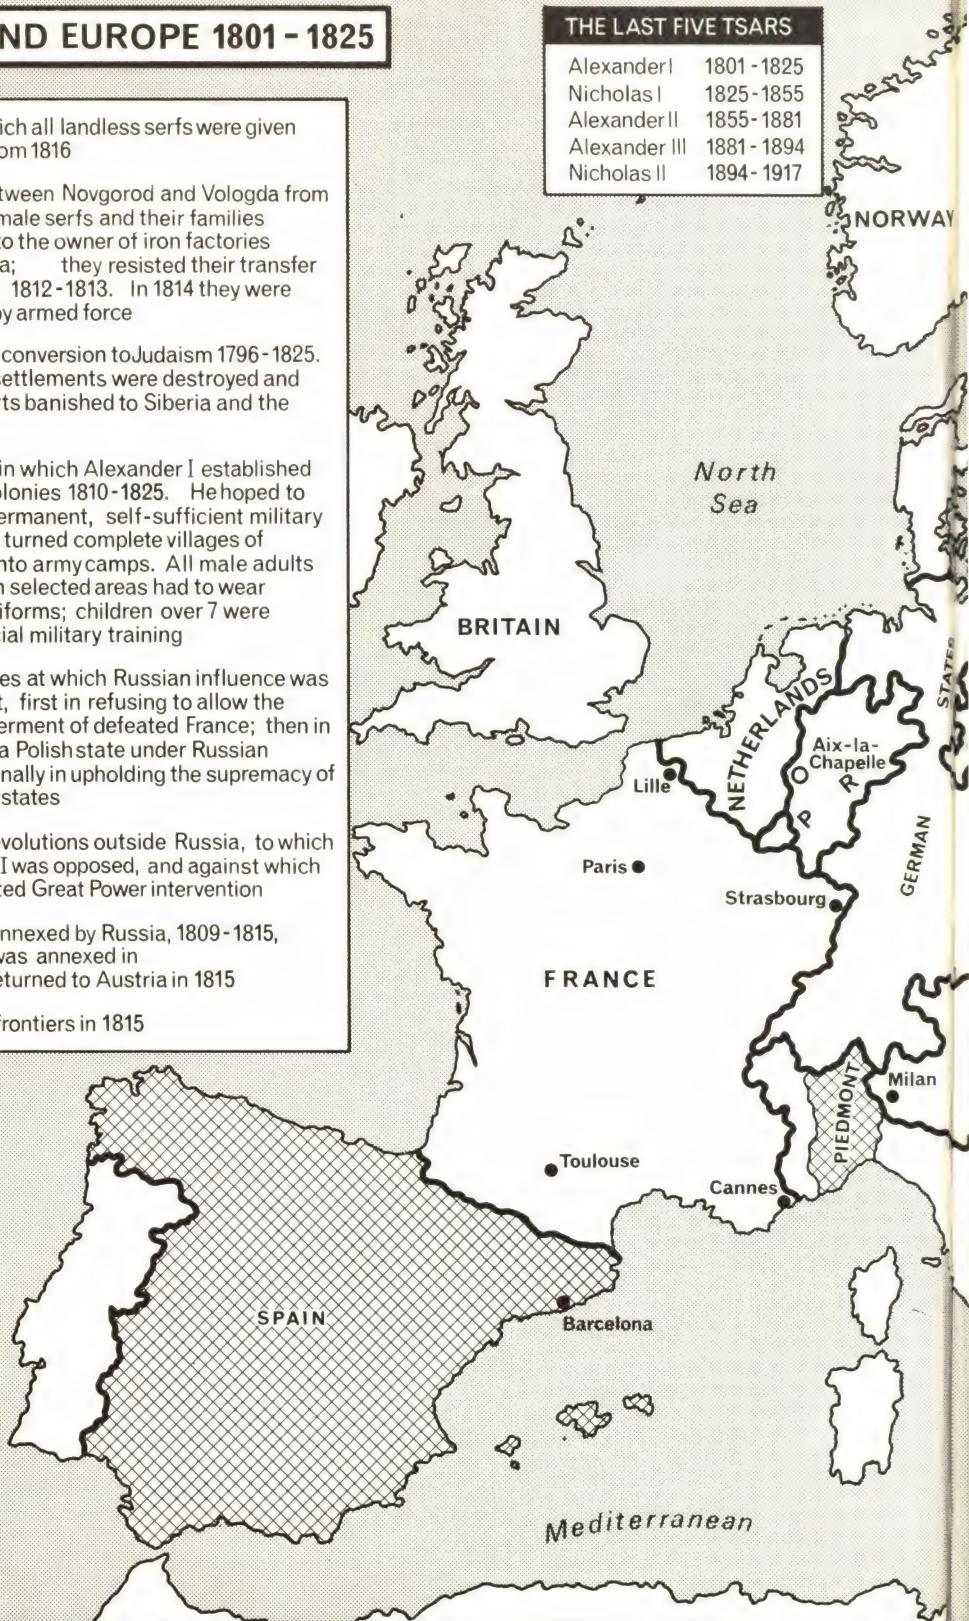 ND EUROPE 1801 - 1825
THE LAST FIVE TSARS
Alexander I 1801 - 1825
Nicholas I 1825 - 1855
Alexander II 1855 - 1881
Alexander III 1881 - 1894
Nicholas II 1894 - 1917
ich all landless serfs were given
om 1816
tween Novgorod and Vologda from
male serfs and their families
to the owner of iron factories
a; they resisted their transfer
1812 - 1813. In 1814 they were
by armed force
conversion to Judaism 1796 - 1825.
settlements were destroyed and
rts banished to Siberia and the
in which Alexander I established
olonies 1810 - 1825. He hoped to
ermanent, self-sufficient military
turned complete villages of
nto army camps. All male adults
n selected areas had to wear
iforms; children over 7 were
cial military training
es at which Russian influence was
t, first in refusing to allow the
erment of defeated France; then in
a Polish state under Russian
nally in upholding the supremacy of
states
evolutions outside Russia, to which
I was opposed, and against which
ted Great Power intervention
nnexed by Russia, 1809 - 1815,
was annexed in
eturned to Austria in 1815
frontiers in 1815
NORWAY
North
Sea
BRITAIN
NETHERLANDS
STATES
Aix-la-
Chapelle
Lille
P R
GERMAN
Paris
Strasbourg
FRANCE
PIEDMONT
Milan
Toulouse
Cannes
SPAIN
Barcelona
Mediterranean